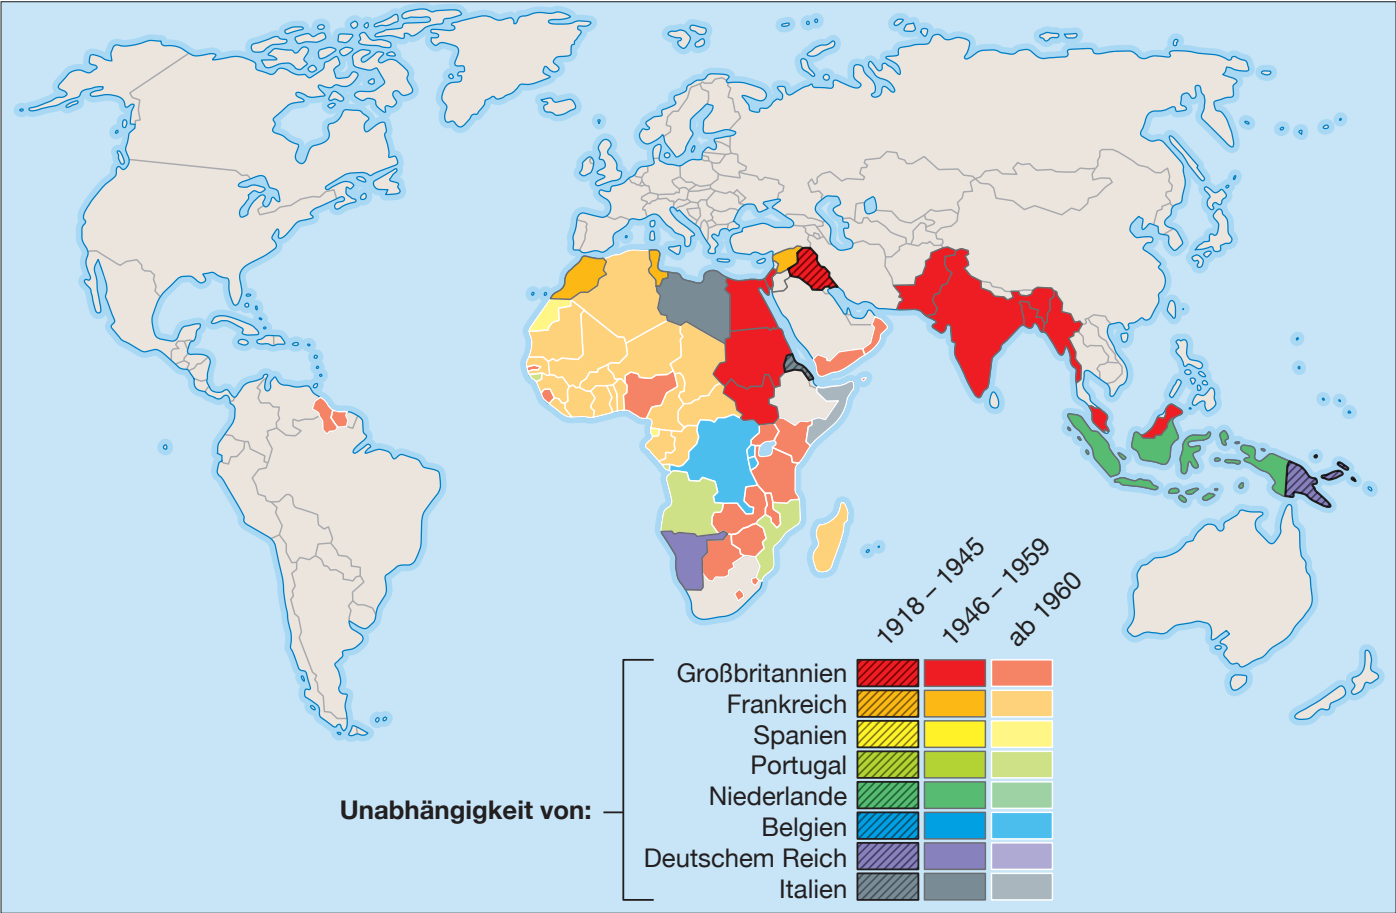 1918 – 1945
1946 – 1959
ab 1960
Großbritannien
Frankreich
Spanien
Portugal
Niederlande
Belgien
Deutschem Reich
Italien
Unabhängigkeit von: